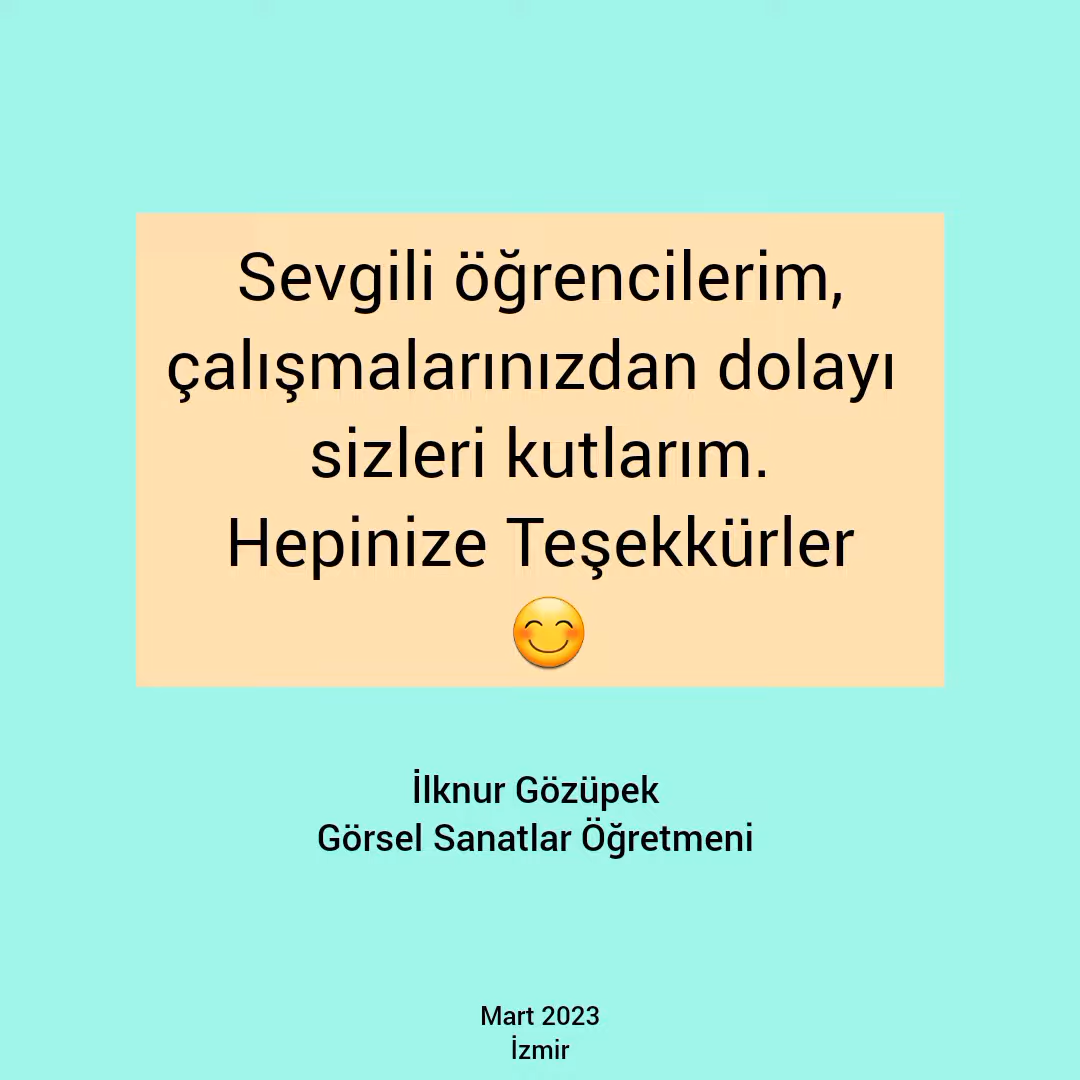 Sevgili öğrencilerim,
çalışmalarınızdan dolayı
sizleri kutlarım.
Hepinize Teşekkürler
😊
İlknur Gözüpek
Görsel Sanatlar Öğretmeni
Mart 2023
İzmir